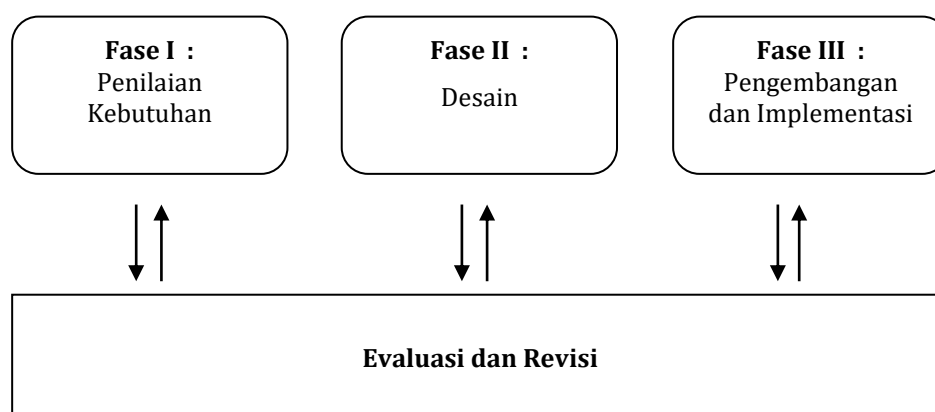 Fase I :
Penilaian
Kebutuhan
Fase II :
Desain
Fase III :
Pengembangan
dan Implementasi
Evaluasi dan Revisi